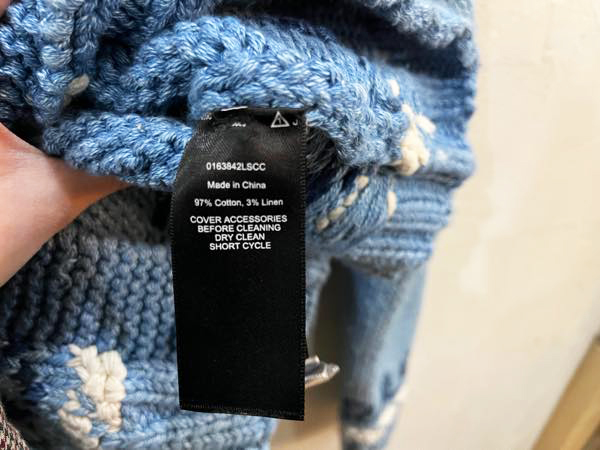 0163842LSCC
Made in China
97% Cotton, 3% Linen
COVER ACCESSORIES
BEFORE CLEANING
DRY CLEAN
SHORT CYCLE